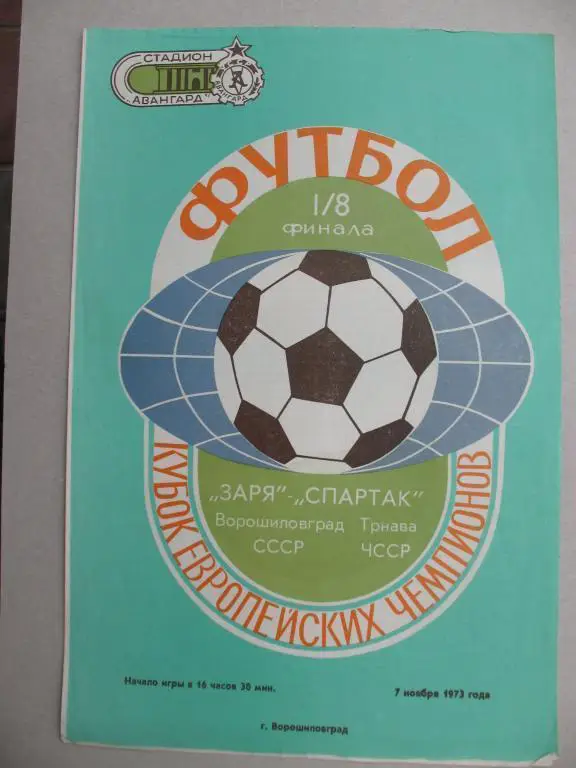 СТАДИОН
„АВАНГАРД"
АВАНГАРД
ФУТБОЛ
1/8
финала
„ЗАРЯ"-„СПАРТАК"
Ворошиловград Трнава
СССР ЧССР
КУБОК ЕВРОПЕЙСКИХ ЧЕМПИОНОВ
Начало игры в 16 часов 30 мин.
7 ноября 1973 года
г. Ворошиловград